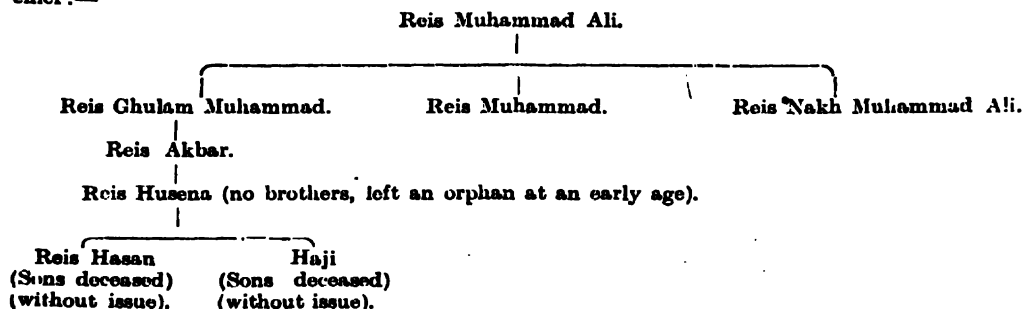 Reis Muhammad Ali.
Reis Ghulam Muhammad. Reis Muhammad. Reis Nakh Muhammad Ali.
Reis Akbar.
Reis Husena (no brothers, left an orphan at an early age).
Reis Hasan Haji
(Sons deceased) (Sons deceased)
(without issue). (without issue).